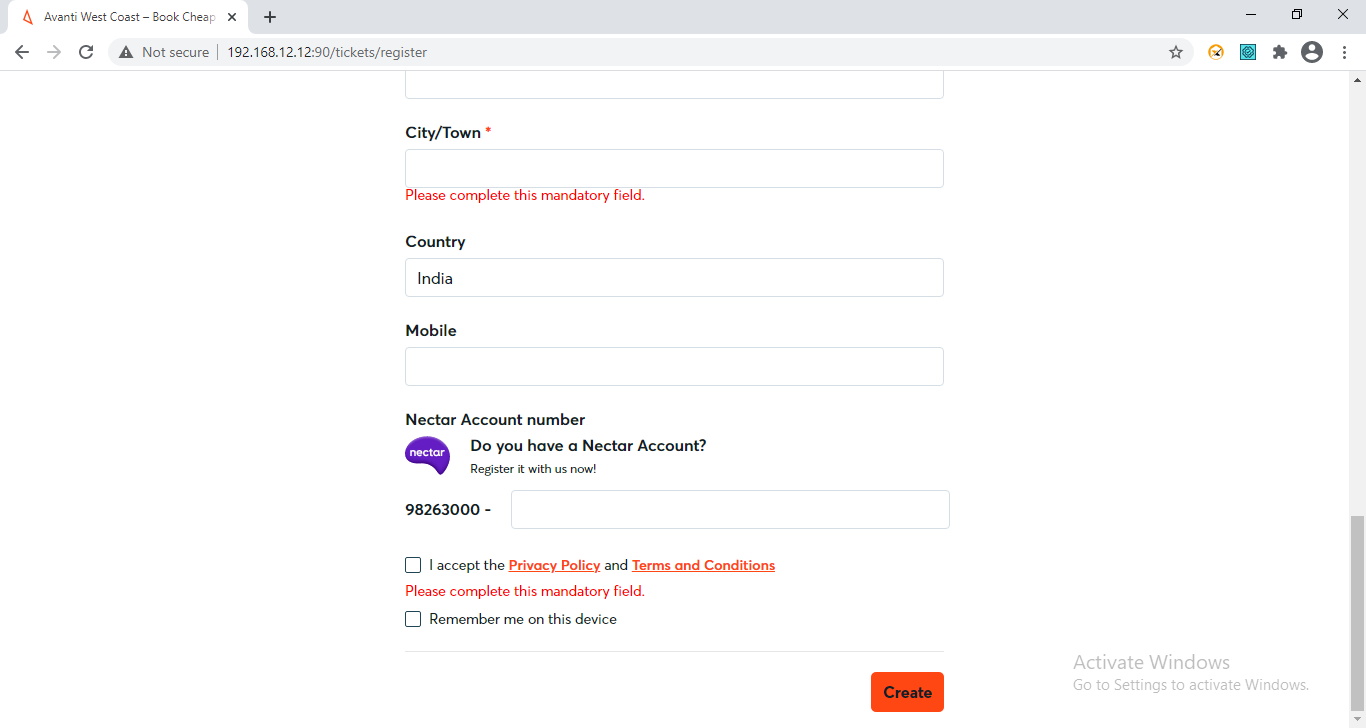 Avanti West Coast – Book Cheap
Not secure | 192.168.12.12:90/tickets/register
City/Town *
Please complete this mandatory field.
Country
India
Mobile
Nectar Account number
nectar
Do you have a Nectar Account?
Register it with us now!
98263000 -
I accept the Privacy Policy and Terms and Conditions
Please complete this mandatory field.
Remember me on this device
Create
Activate Windows
Go to Settings to activate Windows.